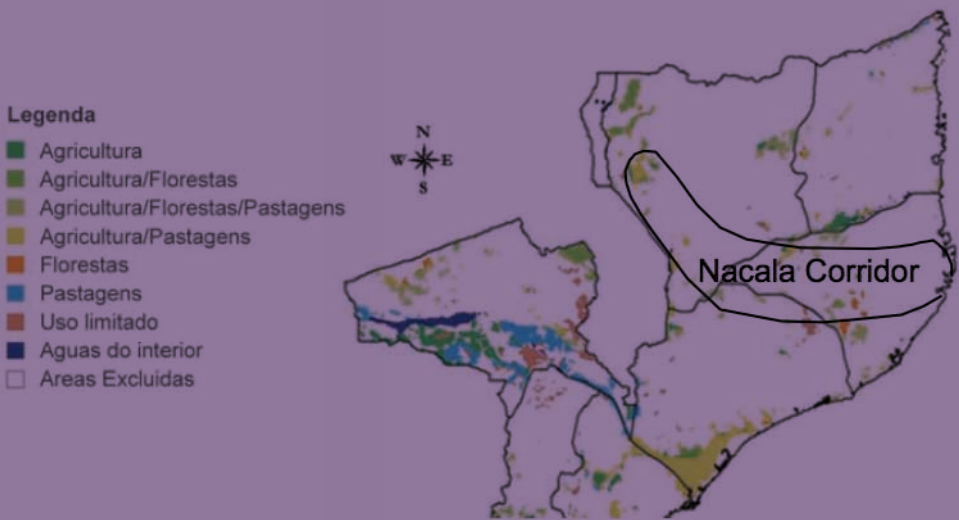 Legenda
Agricultura
Agricultura/Florestas
Agricultura/Florestas/Pastagens
Agricultura/Pastagens
Florestas
Pastagens
Uso limitado
Aguas do interior
Areas Excluidas
N
W E
S
Nacala Corridor